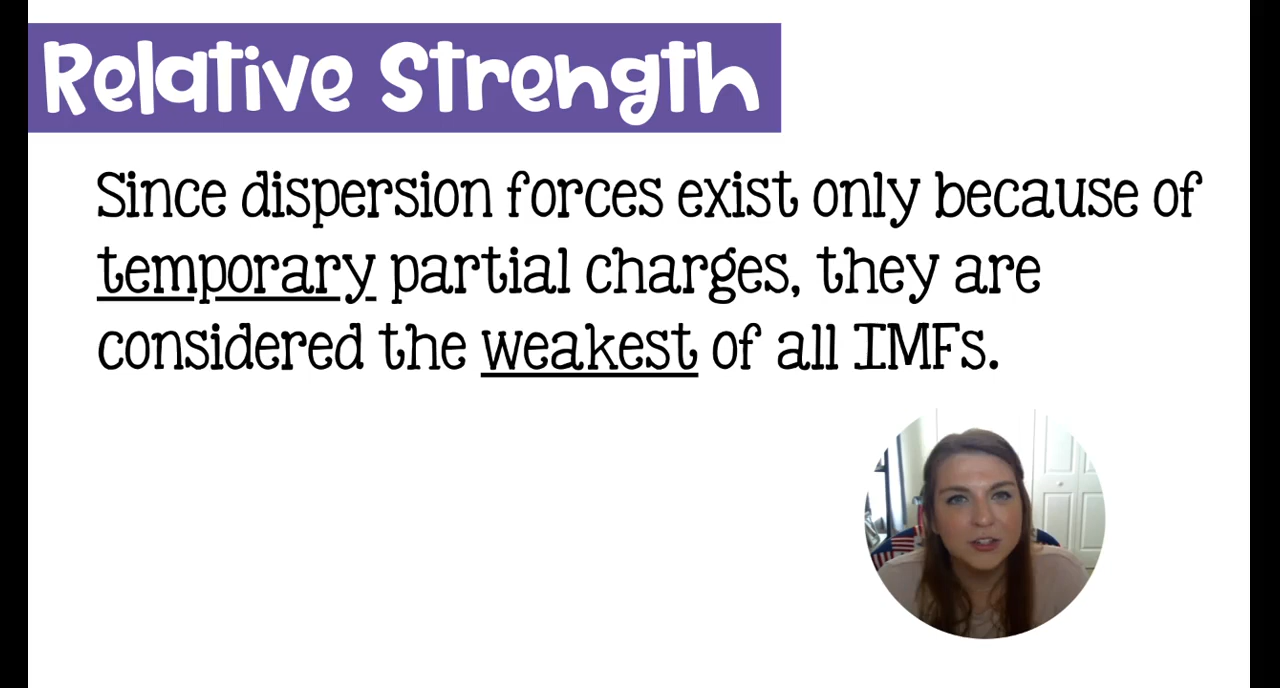 Relative Strength
Since dispersion forces exist only because of
temporary partial charges, they are
considered the weakest of all IMFs.